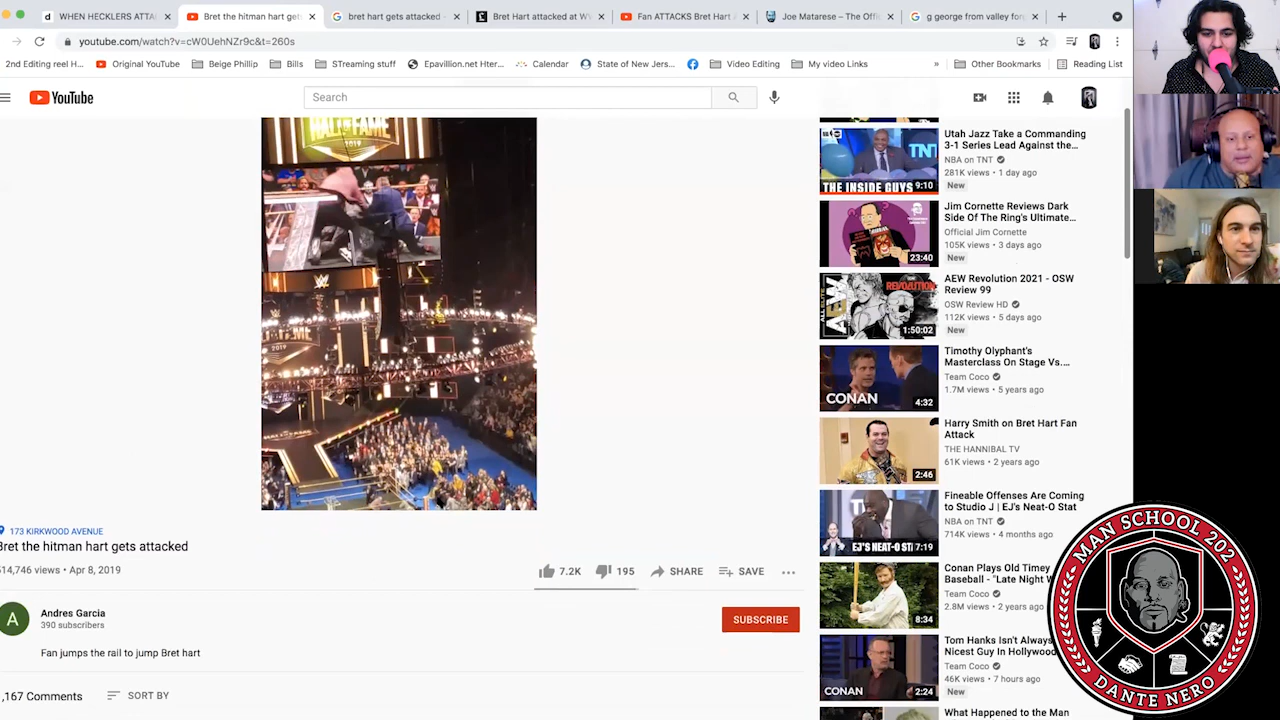 WHEN HECKLERS ATTA
Bret the hitman hart get
bret hart gets attacked -
Bret Hart attacked at W
Fan ATTACKS Bret Hart A
Joe Matarese – The Offic
g george from valley for
youtube.com/watch?v=cW0UehNZr9c&t=260s
2nd Editing reel H...
Original YouTube
Beige Phillip
Bills
STreaming stuff
Epavillion.net Hter...
Calendar
State of New Jers...
Video Editing
My video Links
»
Other Bookmarks
Reading List
YouTube
Search
HALL OF FAME
2019
2019
Utah Jazz Take a Commanding
3-1 Series Lead Against the...
NBA on TNT
281K views • 1 day ago
New
TNT
THE INSIDE GUYS
9:10
Jim Cornette Reviews Dark
Side Of The Ring's Ultimate...
Official Jim Cornette
105K views • 3 days ago
New
23:40
AEW Revolution 2021 - OSW
Review 99
OSW Review HD
112K views • 5 days ago
New
ALL ELITE
AEW
REVOLUTION
1:50:02
Timothy Olyphant's
Masterclass On Stage Vs....
Team Coco
1.7M views • 5 years ago
CONAN
4:32
Harry Smith on Bret Hart Fan
Attack
THE HANNIBAL TV
61K views • 2 years ago
2:46
Fineable Offenses Are Coming
to Studio J | EJ's Neat-O Stat
NBA on TNT
714K views • 4 months ago
EJ'S NEAT-O ST
7:19
Conan Plays Old Timey
Baseball - "Late Night W
Team Coco
2.8M views • 2 years
8:34
Tom Hanks Isn't Always
Nicest Guy In Hollywoo
Team Coco
46K views • 7 hours
New
CONAN
2:24
What Happened to the Man
173 KIRKWOOD AVENUE
Bret the hitman hart gets attacked
514,746 views • Apr 8, 2019
7.2K
195
SHARE
SAVE
A
Andres Garcia
390 subscribers
SUBSCRIBE
Fan jumps the rail to jump Bret hart
,167 Comments
SORT BY
MAN SCHOOL 202
DANTE NERO